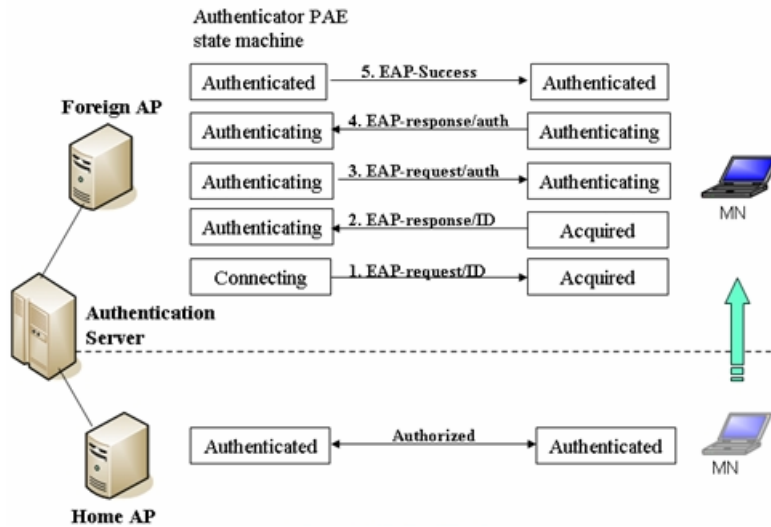 Authenticator PAE
state machine
Authenticated
5. EAP-Success
Authenticated
Foreign AP
Authenticating
4. EAP-response/auth
Authenticating
Authenticating
3. EAP-request/auth
Authenticating
MN
Authenticating
2. EAP-response/ID
Acquired
Connecting
1. EAP-request/ID
Acquired
Authentication
Server
Authenticated
Authorized
Authenticated
MN
Home AP